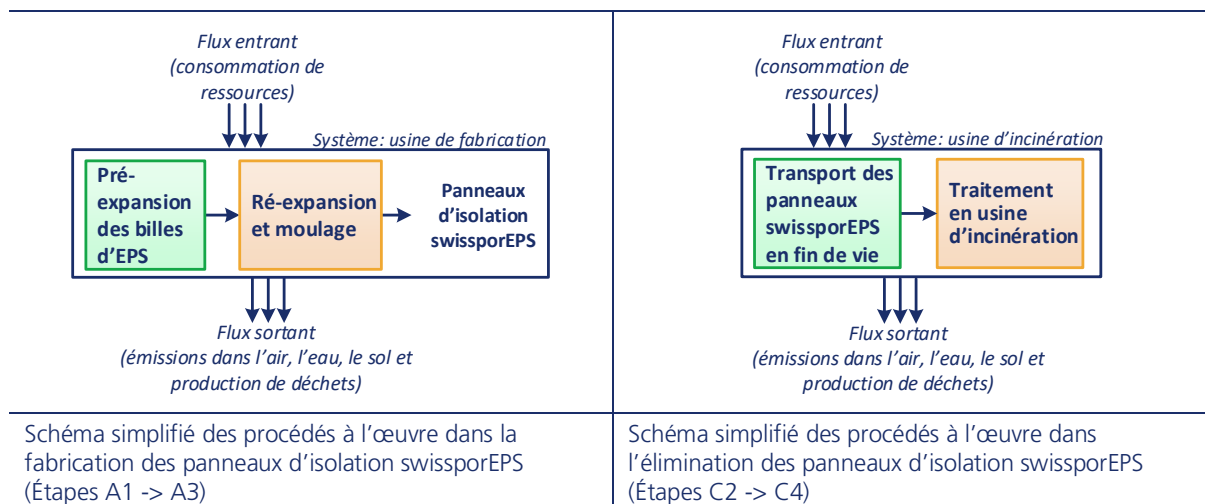 Flux entrant
(consommation de
ressources)
Système: usine de fabrication
Pré-
expansion
des billes
d'EPS
Ré-expansion
et moulage
Panneaux
d'isolation
swissporEPS
Flux sortant
(émissions dans l'air, l'eau, le sol et
production de déchets)
Schéma simplifié des procédés à l'œuvre dans la
fabrication des panneaux d'isolation swissporEPS
(Étapes A1 -> A3)
Flux entrant
(consommation de
ressources)
Système: usine d'incinération
Transport des
panneaux
swissporEPS
en fin de vie
Traitement
en usine
d'incinération
Flux sortant
(émissions dans l'air, l'eau, le sol et
production de déchets)
Schéma simplifié des procédés à l'œuvre dans
l'élimination des panneaux d'isolation swissporEPS
(Étapes C2 -> C4)